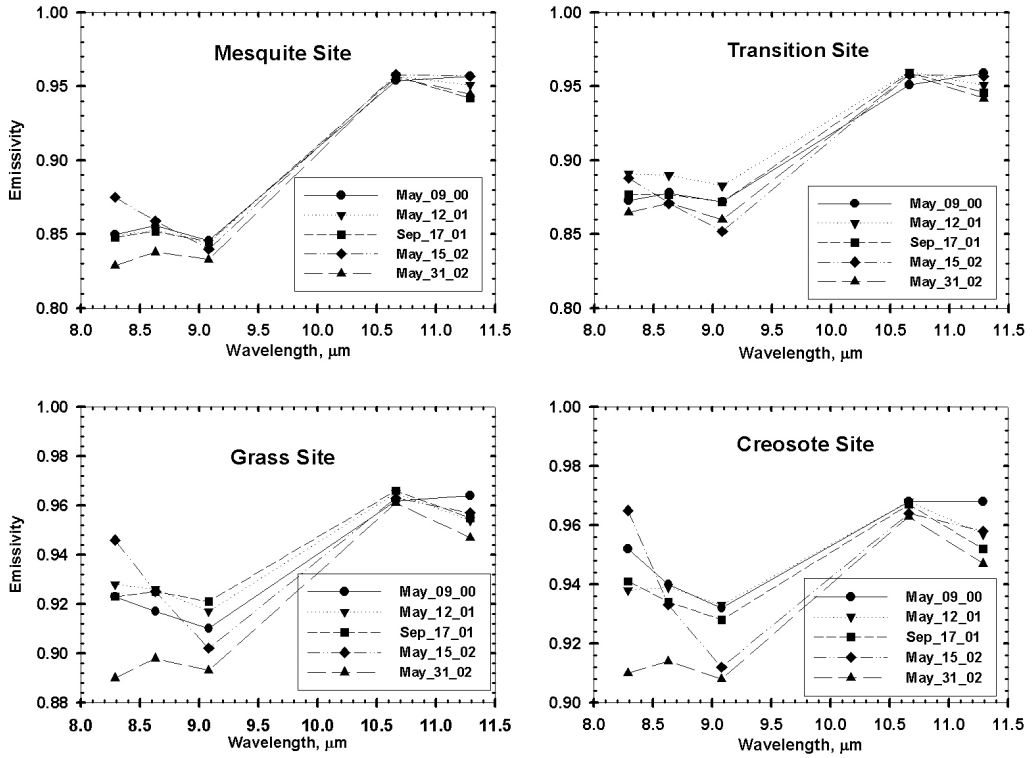 Mesquite Site
Emissivity
1.00
0.95
0.90
0.85
0.80
8.0 8.5 9.0 9.5 10.0 10.5 11.0 11.5
Wavelength, μm
May_09_00
May_12_01
Sep_17_01
May_15_02
May_31_02
Transition Site
1.00
0.95
0.90
0.85
0.80
8.0 8.5 9.0 9.5 10.0 10.5 11.0 11.5
Wavelength, μm
May_09_00
May_12_01
Sep_17_01
May_15_02
May_31_02
Grass Site
Emissivity
1.00
0.98
0.96
0.94
0.92
0.90
0.88
8.0 8.5 9.0 9.5 10.0 10.5 11.0 11.5
Wavelength, μm
May_09_00
May_12_01
Sep_17_01
May_15_02
May_31_02
Creosote Site
1.00
0.98
0.96
0.94
0.92
0.90
8.0 8.5 9.0 9.5 10.0 10.5 11.0 11.5
Wavelength, μm
May_09_00
May_12_01
Sep_17_01
May_15_02
May_31_02